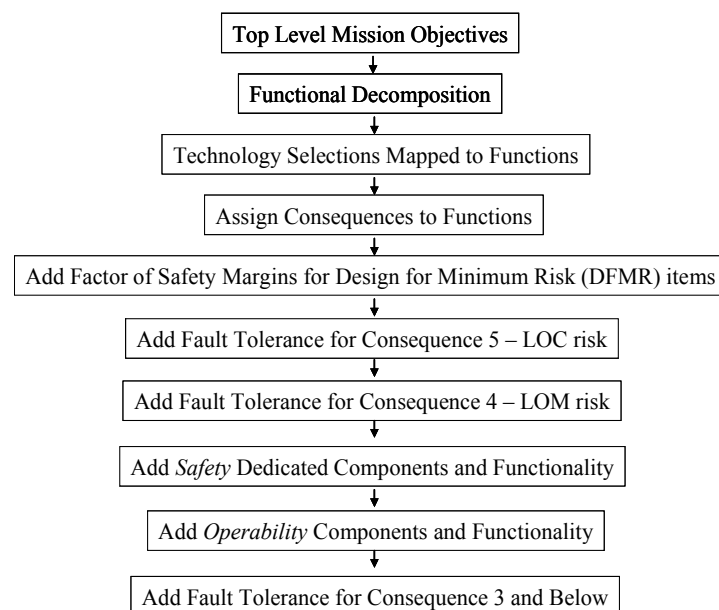 Top Level Mission Objectives
Functional Decomposition
Technology Selections Mapped to Functions
Assign Consequences to Functions
Add Factor of Safety Margins for Design for Minimum Risk (DFMR) items
Add Fault Tolerance for Consequence 5 – LOC risk
Add Fault Tolerance for Consequence 4 – LOM risk
Add Safety Dedicated Components and Functionality
Add Operability Components and Functionality
Add Fault Tolerance for Consequence 3 and Below